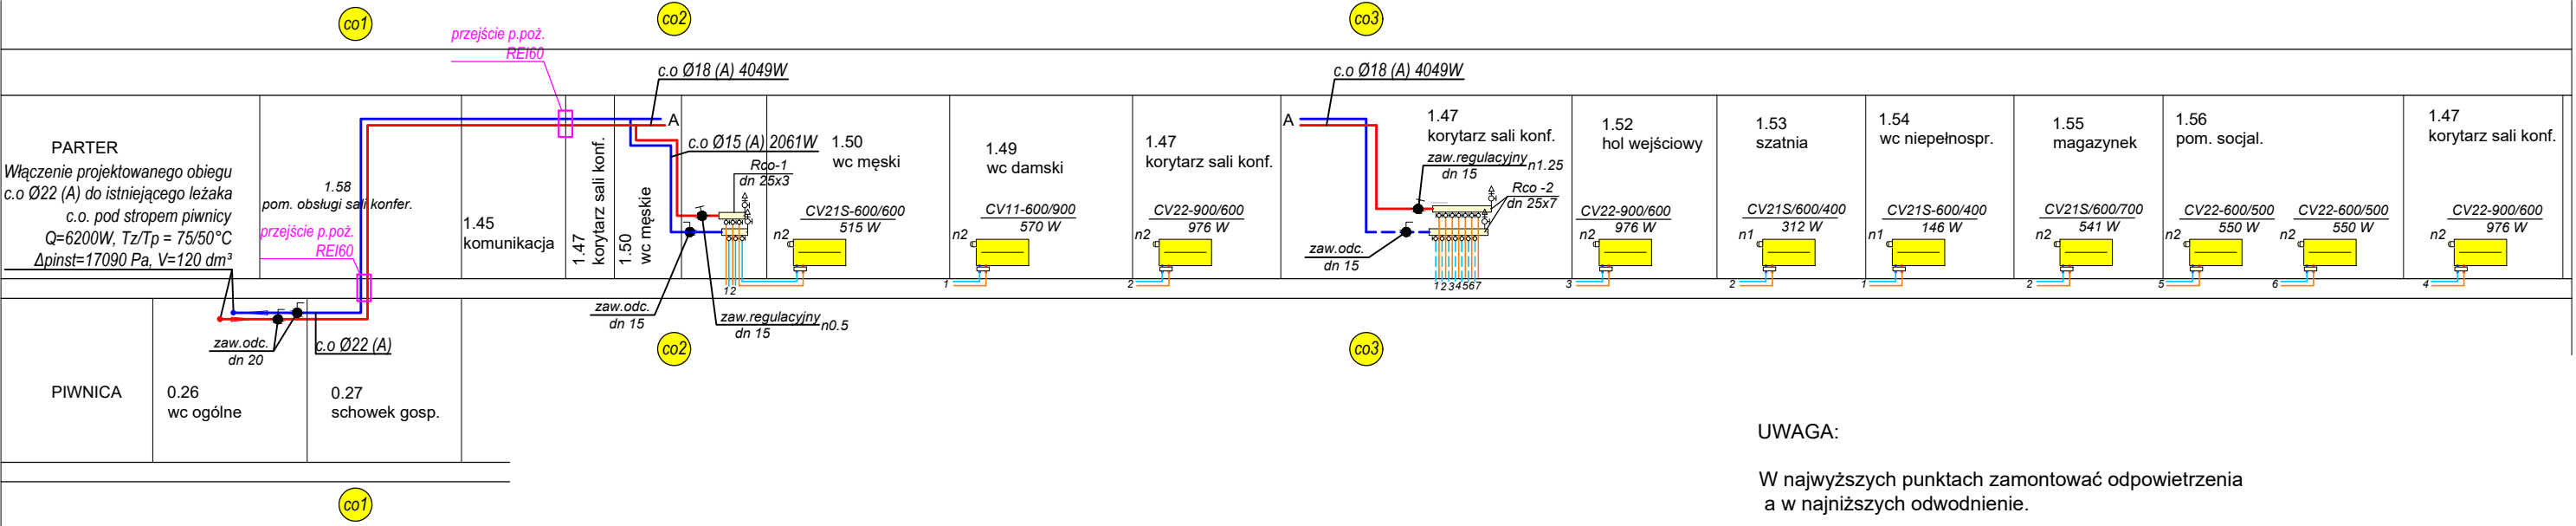 co1
co2
co3
przejście p.poż.
REI60
c.o Ø18 (A) 4049W
c.o Ø18 (A) 4049W
PARTER
Włączenie projektowanego obiegu
c.o Ø22 (A) do istniejącego leżaka
c.o. pod stropem piwnicy
Q=6200W, Tz/Tp = 75/50°C
Δpinst=17090 Pa, V=120 dm³
1.58
pom. obsługi sali konfer.
przejście p.poż.
REI60
1.45
komunikacja
1.47
korytarz sali konf.
1.50
wc męskie
A
c.o Ø15 (A) 2061W
Rco-1
dn 25x3
1.50
wc męski
CV21S-600/600
515 W
n2
1 2
1.49
wc damski
CV11-600/900
570 W
n2
1
1.47
korytarz sali konf.
CV22-900/600
976 W
n2
2
A
1.47
korytarz sali konf.
zaw.regulacyjny n1.25
dn 15
Rco -2
dn 25x7
zaw.odc.
dn 15
1 2 3 4 5 6 7
1.52
hol wejściowy
CV22-900/600
976 W
n2
3
1.53
szatnia
CV21S/600/400
312 W
n1
2
1.54
wc niepełnospr.
CV21S-600/400
146 W
n1
1
1.55
magazynek
CV21S/600/700
541 W
n2
2
1.56
pom. socjal.
CV22-600/500
550 W
n2
5
CV22-600/500
550 W
n2
6
1.47
korytarz sali konf.
CV22-900/600
976 W
n2
4
zaw.odc.
dn 15
zaw.regulacyjny n0.5
dn 15
zaw.odc.
dn 20
c.o Ø22 (A)
co2
co3
PIWNICA
0.26
wc ogólne
0.27
schowek gosp.
co1
UWAGA:
W najwyższych punktach zamontować odpowietrzenia
a w najniższych odwodnienie.